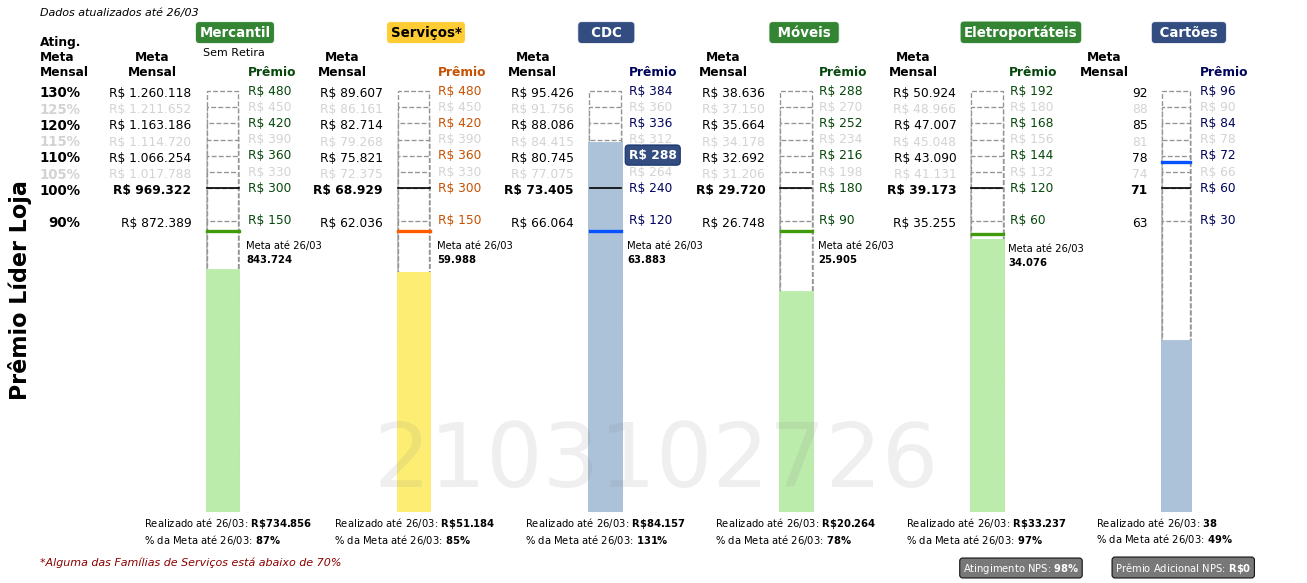 Dados atualizados até 26/03
Mercantil Serviços* CDC Móveis Eletroportáteis Cartões
Sem Retira
Ating. Meta Mensal
Meta Mensal Prêmio Meta Mensal Prêmio Meta Mensal Prêmio Meta Mensal Prêmio Meta Mensal Prêmio Meta Mensal Prêmio
130% R$ 1.260.118 R$ 480 R$ 89.607 R$ 480 R$ 95.426 R$ 384 R$ 38.636 R$ 288 R$ 50.924 R$ 192 92 R$ 96
125% R$ 1.211.652 R$ 450 R$ 86.161 R$ 450 R$ 91.756 R$ 360 R$ 37.150 R$ 270 R$ 48.966 R$ 180 88 R$ 90
120% R$ 1.163.186 R$ 420 R$ 82.714 R$ 420 R$ 88.086 R$ 336 R$ 35.664 R$ 252 R$ 47.007 R$ 168 85 R$ 84
115% R$ 1.114.720 R$ 390 R$ 79.268 R$ 390 R$ 84.415 R$ 312 R$ 34.178 R$ 234 R$ 45.048 R$ 156 81 R$ 78
110% R$ 1.066.254 R$ 360 R$ 75.821 R$ 360 R$ 80.745 R$ 288 R$ 32.692 R$ 216 R$ 43.090 R$ 144 78 R$ 72
105% R$ 1.017.788 R$ 330 R$ 72.375 R$ 330 R$ 77.075 R$ 264 R$ 31.206 R$ 198 R$ 41.131 R$ 132 74 R$ 66
100% R$ 969.322 R$ 300 R$ 68.929 R$ 300 R$ 73.405 R$ 240 R$ 29.720 R$ 180 R$ 39.173 R$ 120 71 R$ 60
90% R$ 872.389 R$ 150 R$ 62.036 R$ 150 R$ 66.064 R$ 120 R$ 26.748 R$ 90 R$ 35.255 R$ 60 63 R$ 30
Meta até 26/03 Meta até 26/03 Meta até 26/03 Meta até 26/03 Meta até 26/03
843.724 59.988 63.883 25.905 34.076
Prêmio Líder Loja
2103102726
Realizado até 26/03: R$734.856 Realizado até 26/03: R$51.184 Realizado até 26/03: R$84.157 Realizado até 26/03: R$20.264 Realizado até 26/03: R$33.237 Realizado até 26/03: 38
% da Meta até 26/03: 87% % da Meta até 26/03: 85% % da Meta até 26/03: 131% % da Meta até 26/03: 78% % da Meta até 26/03: 97% % da Meta até 26/03: 49%
*Alguma das Famílias de Serviços está abaixo de 70%
Atingimento NPS: 98% Prêmio Adicional NPS: R$0